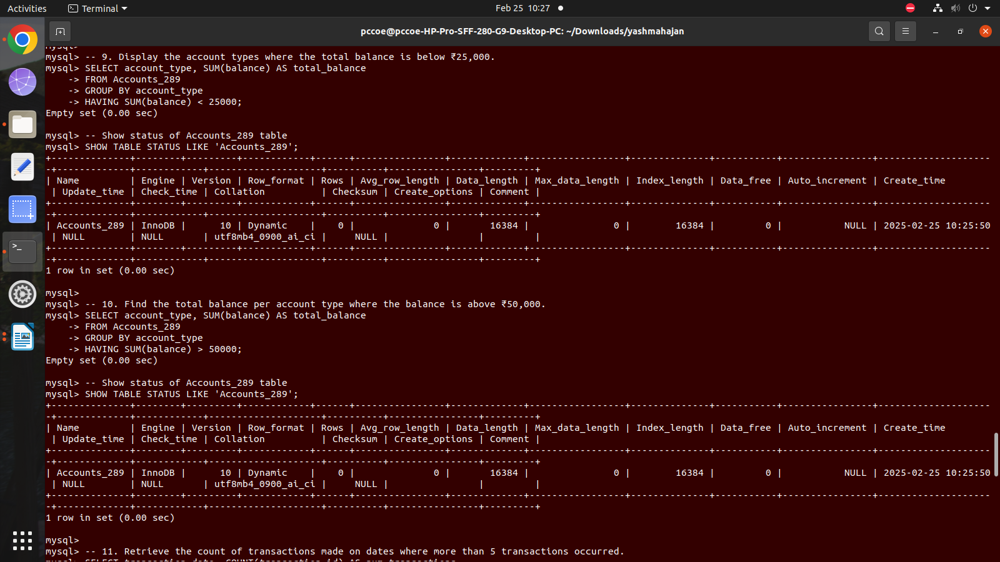 Activities
Terminal
Feb 25 10:27
pccoe@pccoe-HP-Pro-SFF-280-G9-Desktop-PC: ~/Downloads/yashmahajan
mysql>
mysql> -- 9. Display the account types where the total balance is below ₹25,000.
mysql> SELECT account_type, SUM(balance) AS total_balance
    -> FROM Accounts_289
    -> GROUP BY account_type
    -> HAVING SUM(balance) < 25000;
Empty set (0.00 sec)
mysql> -- Show status of Accounts_289 table
mysql> SHOW TABLE STATUS LIKE 'Accounts_289';
+--------------+--------+---------+------------+------+----------------+-------------+-----------------+--------------+-----------+----------------+--------------------
-+-------------+------------+--------------------+----------+----------------+---------+
| Name         | Engine | Version | Row_format | Rows | Avg_row_length | Data_length | Max_data_length | Index_length | Data_free | Auto_increment | Create_time
 | Update_time | Check_time | Collation          | Checksum | Create_options | Comment |
+--------------+--------+---------+------------+------+----------------+-------------+-----------------+--------------+-----------+----------------+--------------------
-+-------------+------------+--------------------+----------+----------------+---------+
| Accounts_289 | InnoDB |      10 | Dynamic    |    0 |              0 |       16384 |               0 |        16384 |         0 |           NULL | 2025-02-25 10:25:50
 | NULL        | NULL       | utf8mb4_0900_ai_ci |     NULL |                |         |
+--------------+--------+---------+------------+------+----------------+-------------+-----------------+--------------+-----------+----------------+--------------------
-+-------------+------------+--------------------+----------+----------------+---------+
1 row in set (0.00 sec)
mysql>
mysql> -- 10. Find the total balance per account type where the balance is above ₹50,000.
mysql> SELECT account_type, SUM(balance) AS total_balance
    -> FROM Accounts_289
    -> GROUP BY account_type
    -> HAVING SUM(balance) > 50000;
Empty set (0.00 sec)
mysql> -- Show status of Accounts_289 table
mysql> SHOW TABLE STATUS LIKE 'Accounts_289';
+--------------+--------+---------+------------+------+----------------+-------------+-----------------+--------------+-----------+----------------+--------------------
-+-------------+------------+--------------------+----------+----------------+---------+
| Name         | Engine | Version | Row_format | Rows | Avg_row_length | Data_length | Max_data_length | Index_length | Data_free | Auto_increment | Create_time
 | Update_time | Check_time | Collation          | Checksum | Create_options | Comment |
+--------------+--------+---------+------------+------+----------------+-------------+-----------------+--------------+-----------+----------------+--------------------
-+-------------+------------+--------------------+----------+----------------+---------+
| Accounts_289 | InnoDB |      10 | Dynamic    |    0 |              0 |       16384 |               0 |        16384 |         0 |           NULL | 2025-02-25 10:25:50
 | NULL        | NULL       | utf8mb4_0900_ai_ci |     NULL |                |         |
+--------------+--------+---------+------------+------+----------------+-------------+-----------------+--------------+-----------+----------------+--------------------
-+-------------+------------+--------------------+----------+----------------+---------+
1 row in set (0.00 sec)
mysql>
mysql> -- 11. Retrieve the count of transactions made on dates where more than 5 transactions occurred.
mysql> SELECT transaction_date, COUNT(transaction_id) AS num_transactions